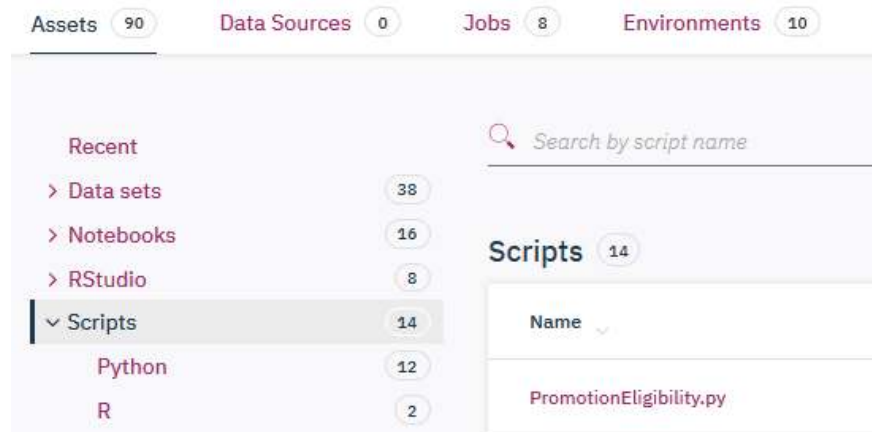 Assets 90 Data Sources 0 Jobs 8 Environments 10
Recent
Data sets 38
Notebooks 16
RStudio 8
Scripts 14
Python 12
R 2
Search by script name
Scripts 14
Name
PromotionEligibility.py